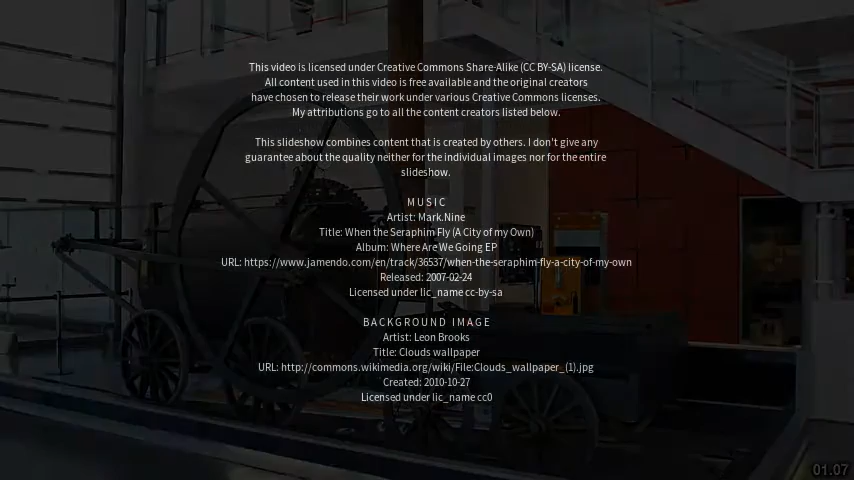 This video is licensed under Creative Commons Share-Alike (CC BY-SA) license.
All content used in this video is free available and the original creators
have chosen to release their work under various Creative Commons licenses.
My attributions go to all the content creators listed below.
This slideshow combines content that is created by others. I don't give any
guarantee about the quality neither for the individual images nor for the entire
slideshow.
MUSIC
Artist: Mark.Nine
Title: When the Seraphim Fly (A City of my Own)
Album: Where Are We Going EP
URL: https://www.jamendo.com/en/track/36537/when-the-seraphim-fly-a-city-of-my-own
Released: 2007-02-24
Licensed under lic_name cc-by-sa
BACKGROUND IMAGE
Artist: Leon Brooks
Title: Clouds wallpaper
URL: http://commons.wikimedia.org/wiki/File:Clouds_wallpaper_(1).jpg
Created: 2010-10-27
Licensed under lic_name cc0
01.07